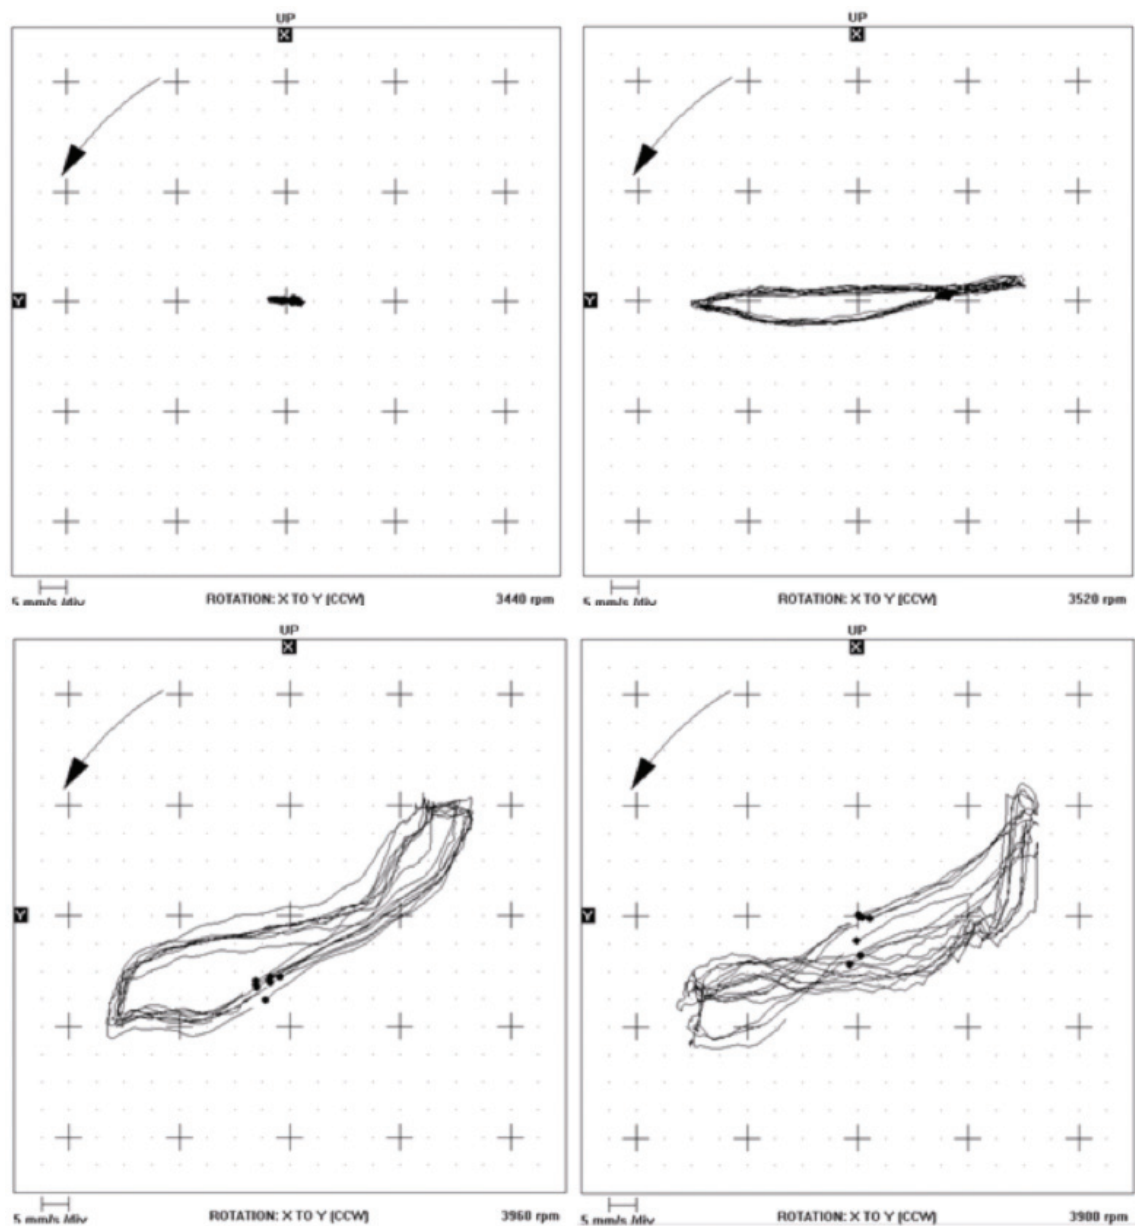 UP
X
Y
5 mm/s /div
ROTATION: X TO Y (CCW)
3440 rpm
UP
X
Y
5 mm/s /div
ROTATION: X TO Y (CCW)
3520 rpm
UP
X
Y
5 mm/s /div
ROTATION: X TO Y (CCW)
3960 rpm
UP
X
Y
5 mm/s /div
ROTATION: X TO Y (CCW)
rpm